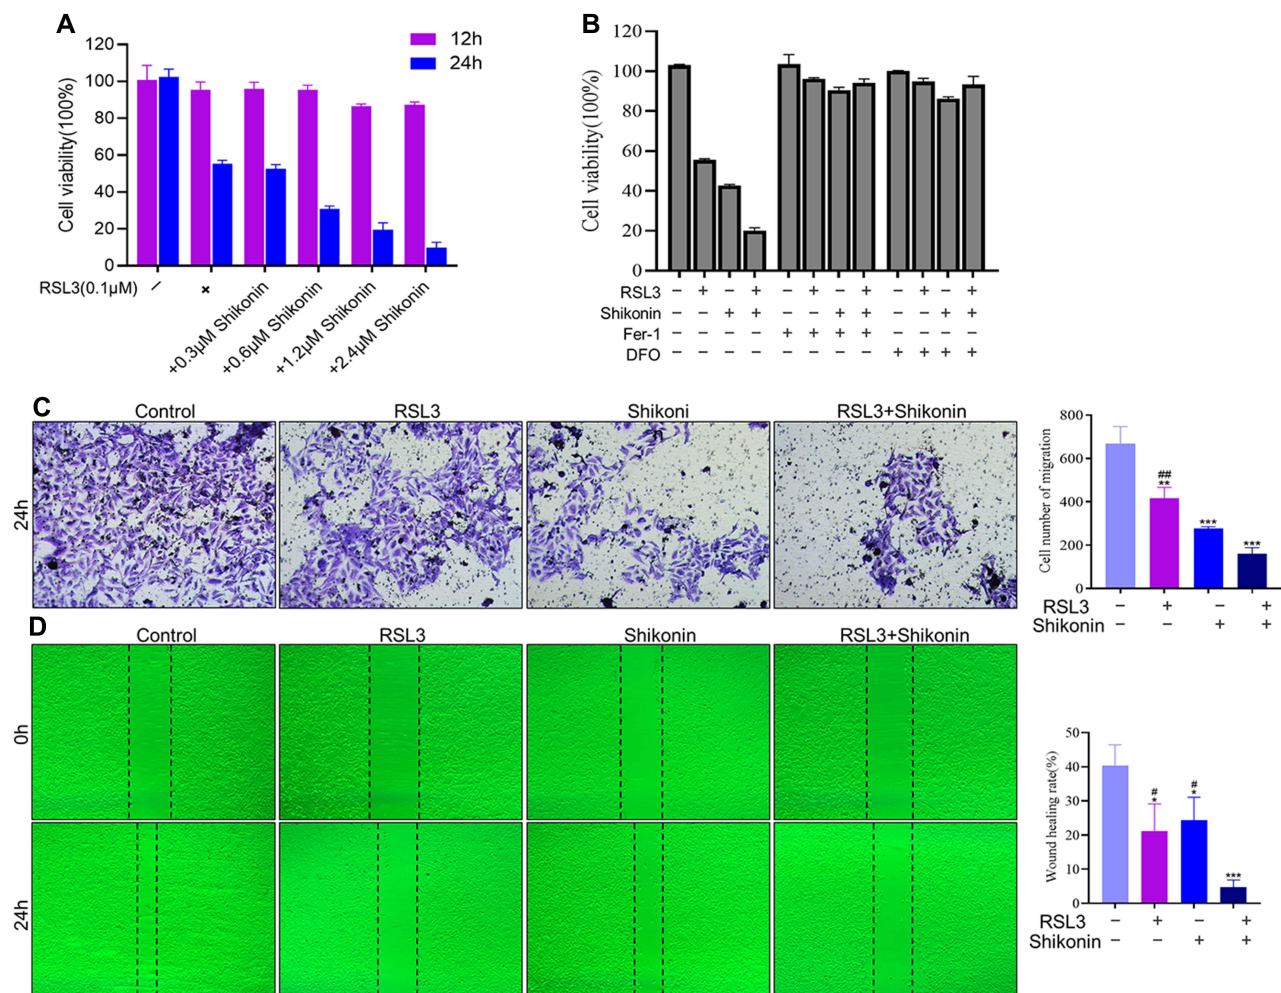 A
Cell viability(100%)
120
100
80
60
40
20
0
12h
24h
RSL3(0.1μM) − ×
+0.3μM Shikonin
+0.6μM Shikonin
+1.2μM Shikonin
+2.4μM Shikonin
B
Cell viability(100%)
120
100
80
60
40
20
0
RSL3 − + − + − + − + − + − +
Shikonin − − + + − − + + − − + +
Fer-1 − − − − + + + + − − − −
DFO − − − − − − − − + + + +
C
Control RSL3 Shikoni RSL3+Shikonin
24h
Cell number of migration
800
600
400
200
0
##
**
***
***
RSL3 − + − +
Shikonin − − + +
D
Control RSL3 Shikonin RSL3+Shikonin
0h
24h
Wound healing rate(%)
50
40
30
20
10
0
# #
* *
***
RSL3 − + − +
Shikonin − − + +